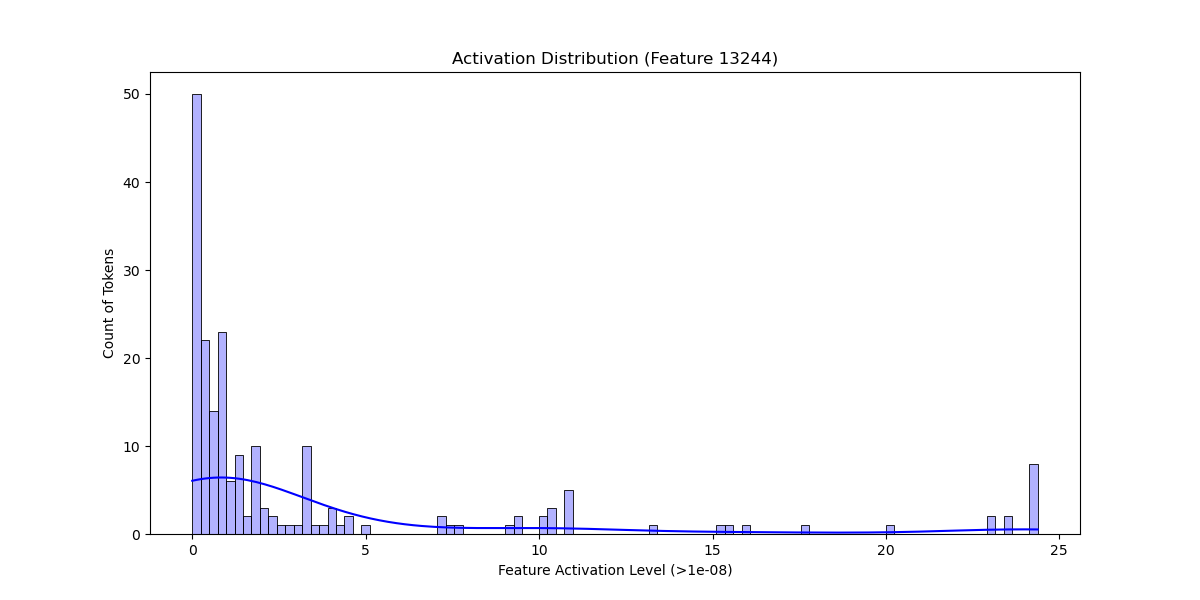 Activation Distribution (Feature 13244)
50
40
30
20
10
0
Count of Tokens
0 5 10 15 20 25
Feature Activation Level (>1e-08)